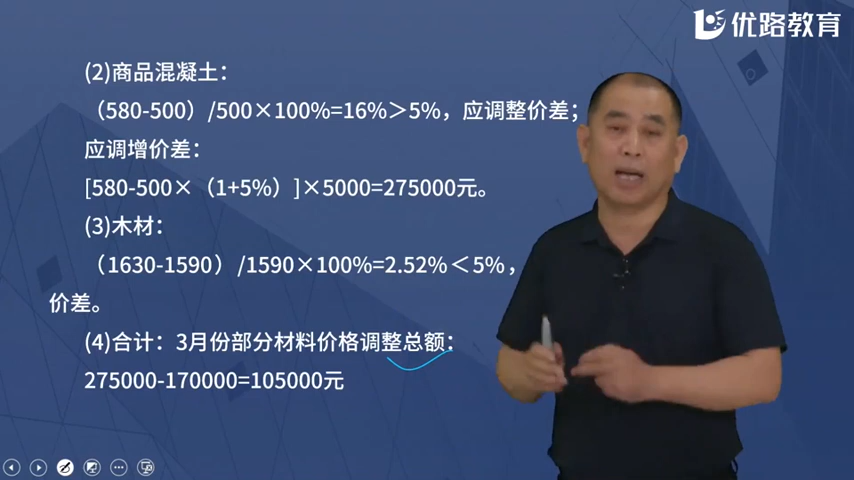 优路教育
(2)商品混凝土：
（580-500）/500×100%=16%＞5%，应调整价差；
应调增价差：
[580-500×（1+5%）]×5000=275000元。
(3)木材：
（1630-1590）/1590×100%=2.52%＜5%，
价差。
(4)合计：3月份部分材料价格调整总额：
275000-170000=105000元